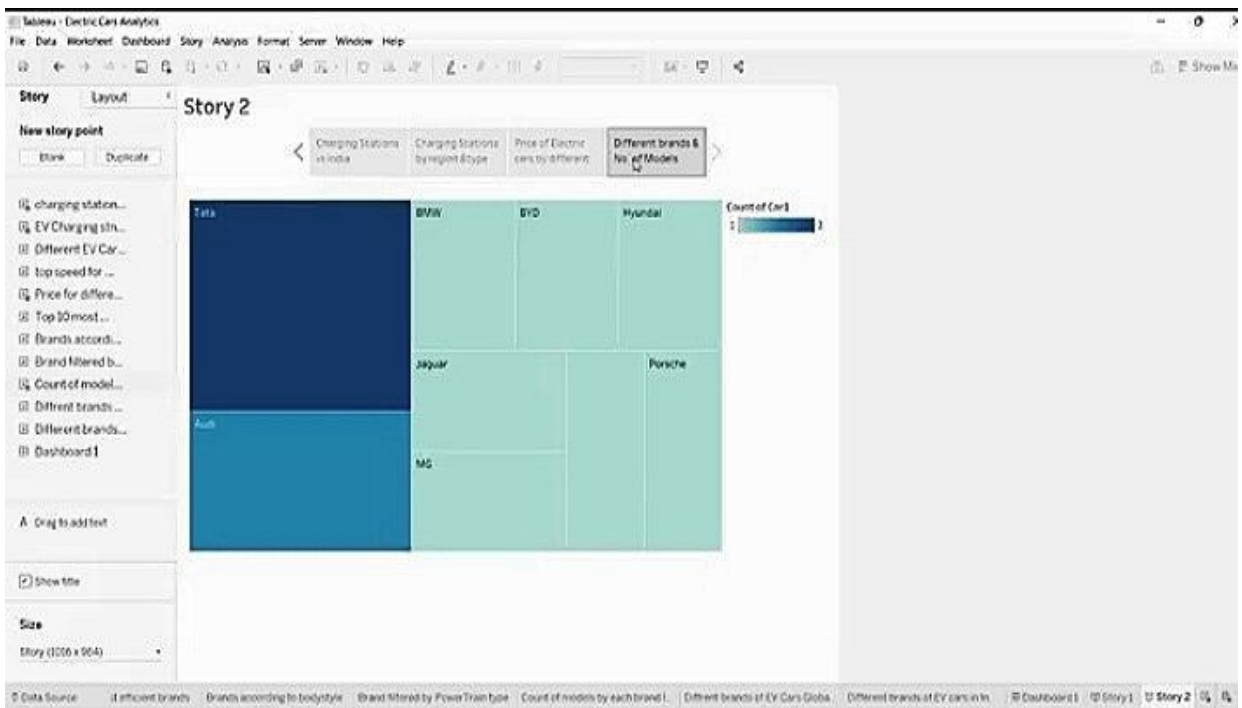 Tableau - Electric Cars Analytics
File Data Worksheet Dashboard Story Analysis Format Server Window Help
Show Me
Story Layout
Story 2
New story point
Blank Duplicate
Charging Stations in India
Charging Stations by region &type
Price of Electric cars by different
Different brands & No. of Models
charging station...
EV Charging stn...
Different EV Car...
top speed for ...
Price for differe...
Top 10 most...
Brands accordi...
Brand filtered b...
Count of model...
Diffrent brands ...
Different brands...
Dashboard 1
Tata
BMW
BYD
Hyundai
Count of Car1
1 3
Jaguar
Porsche
Audi
MG
A Drag to add text
Show title
Size
Story (1016 x 964)
Data Source
d efficient brands
Brands according to bodystyle
Brand filtered by PowerTrain type
Count of models by each brand i..
Diffrent brands of EV Cars Globa..
Different brands of EV cars in In..
Dashboard 1
Story 1
Story 2